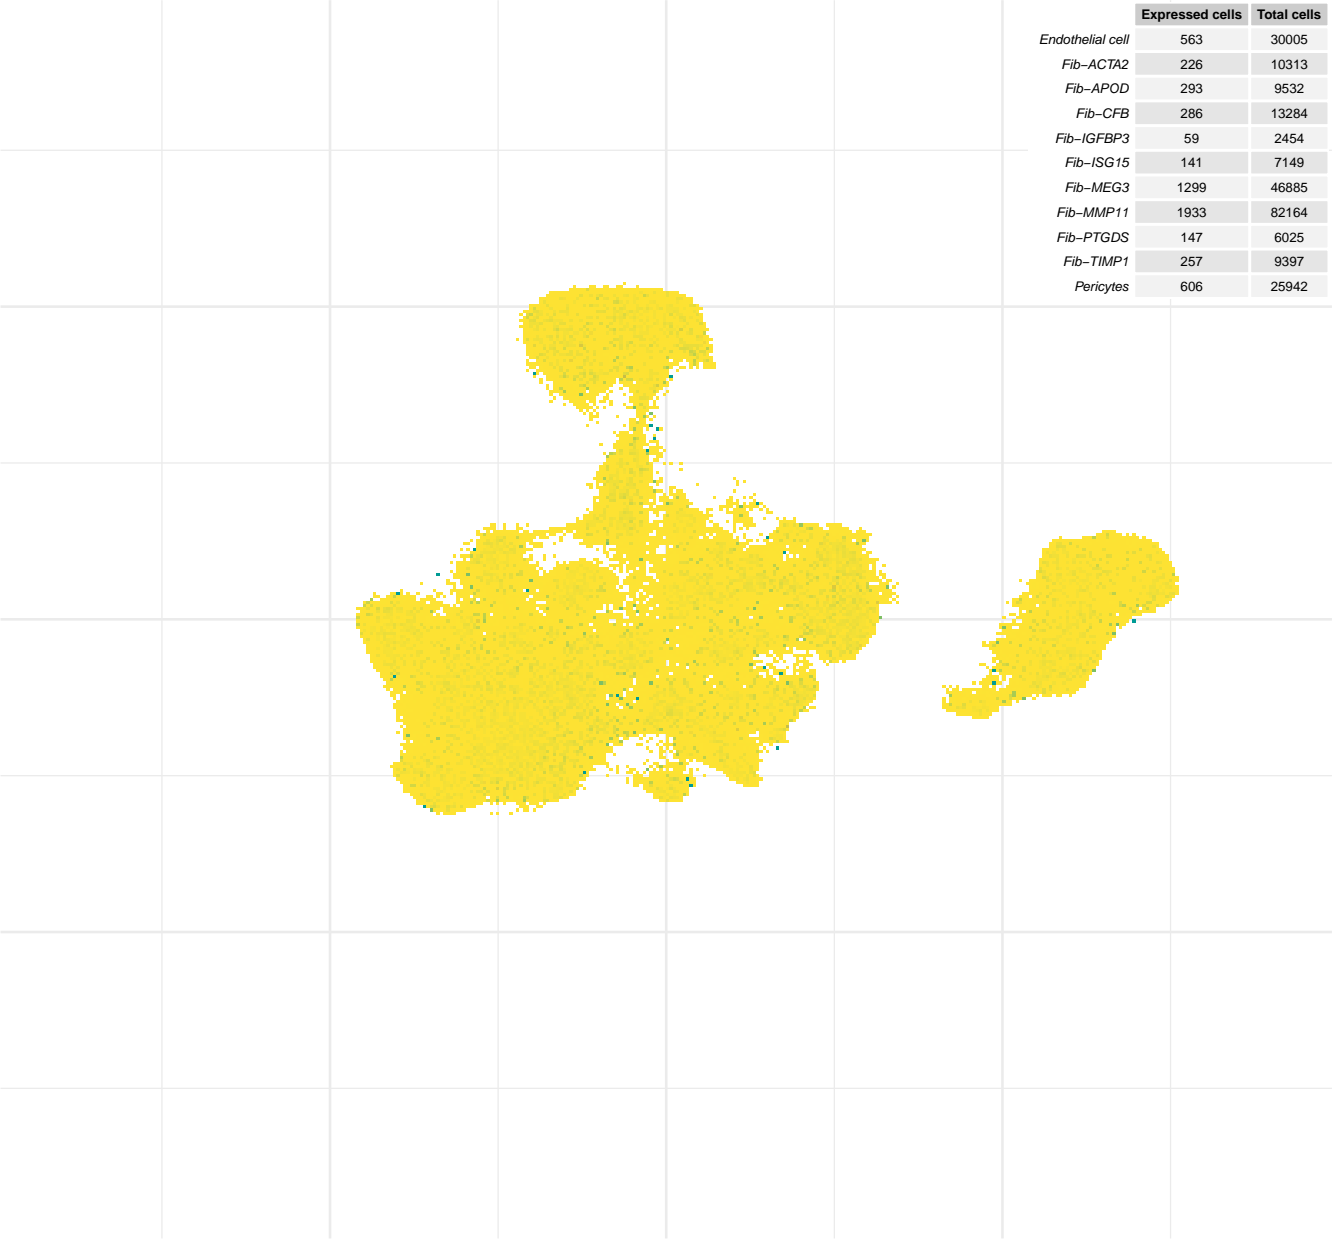 Expressed cells Total cells
Endothelial cell 563 30005
Fib−ACTA2 226 10313
Fib−APOD 293 9532
Fib−CFB 286 13284
Fib−IGFBP3 59 2454
Fib−ISG15 141 7149
Fib−MEG3 1299 46885
Fib−MMP11 1933 82164
Fib−PTGDS 147 6025
Fib−TIMP1 257 9397
Pericytes 606 25942